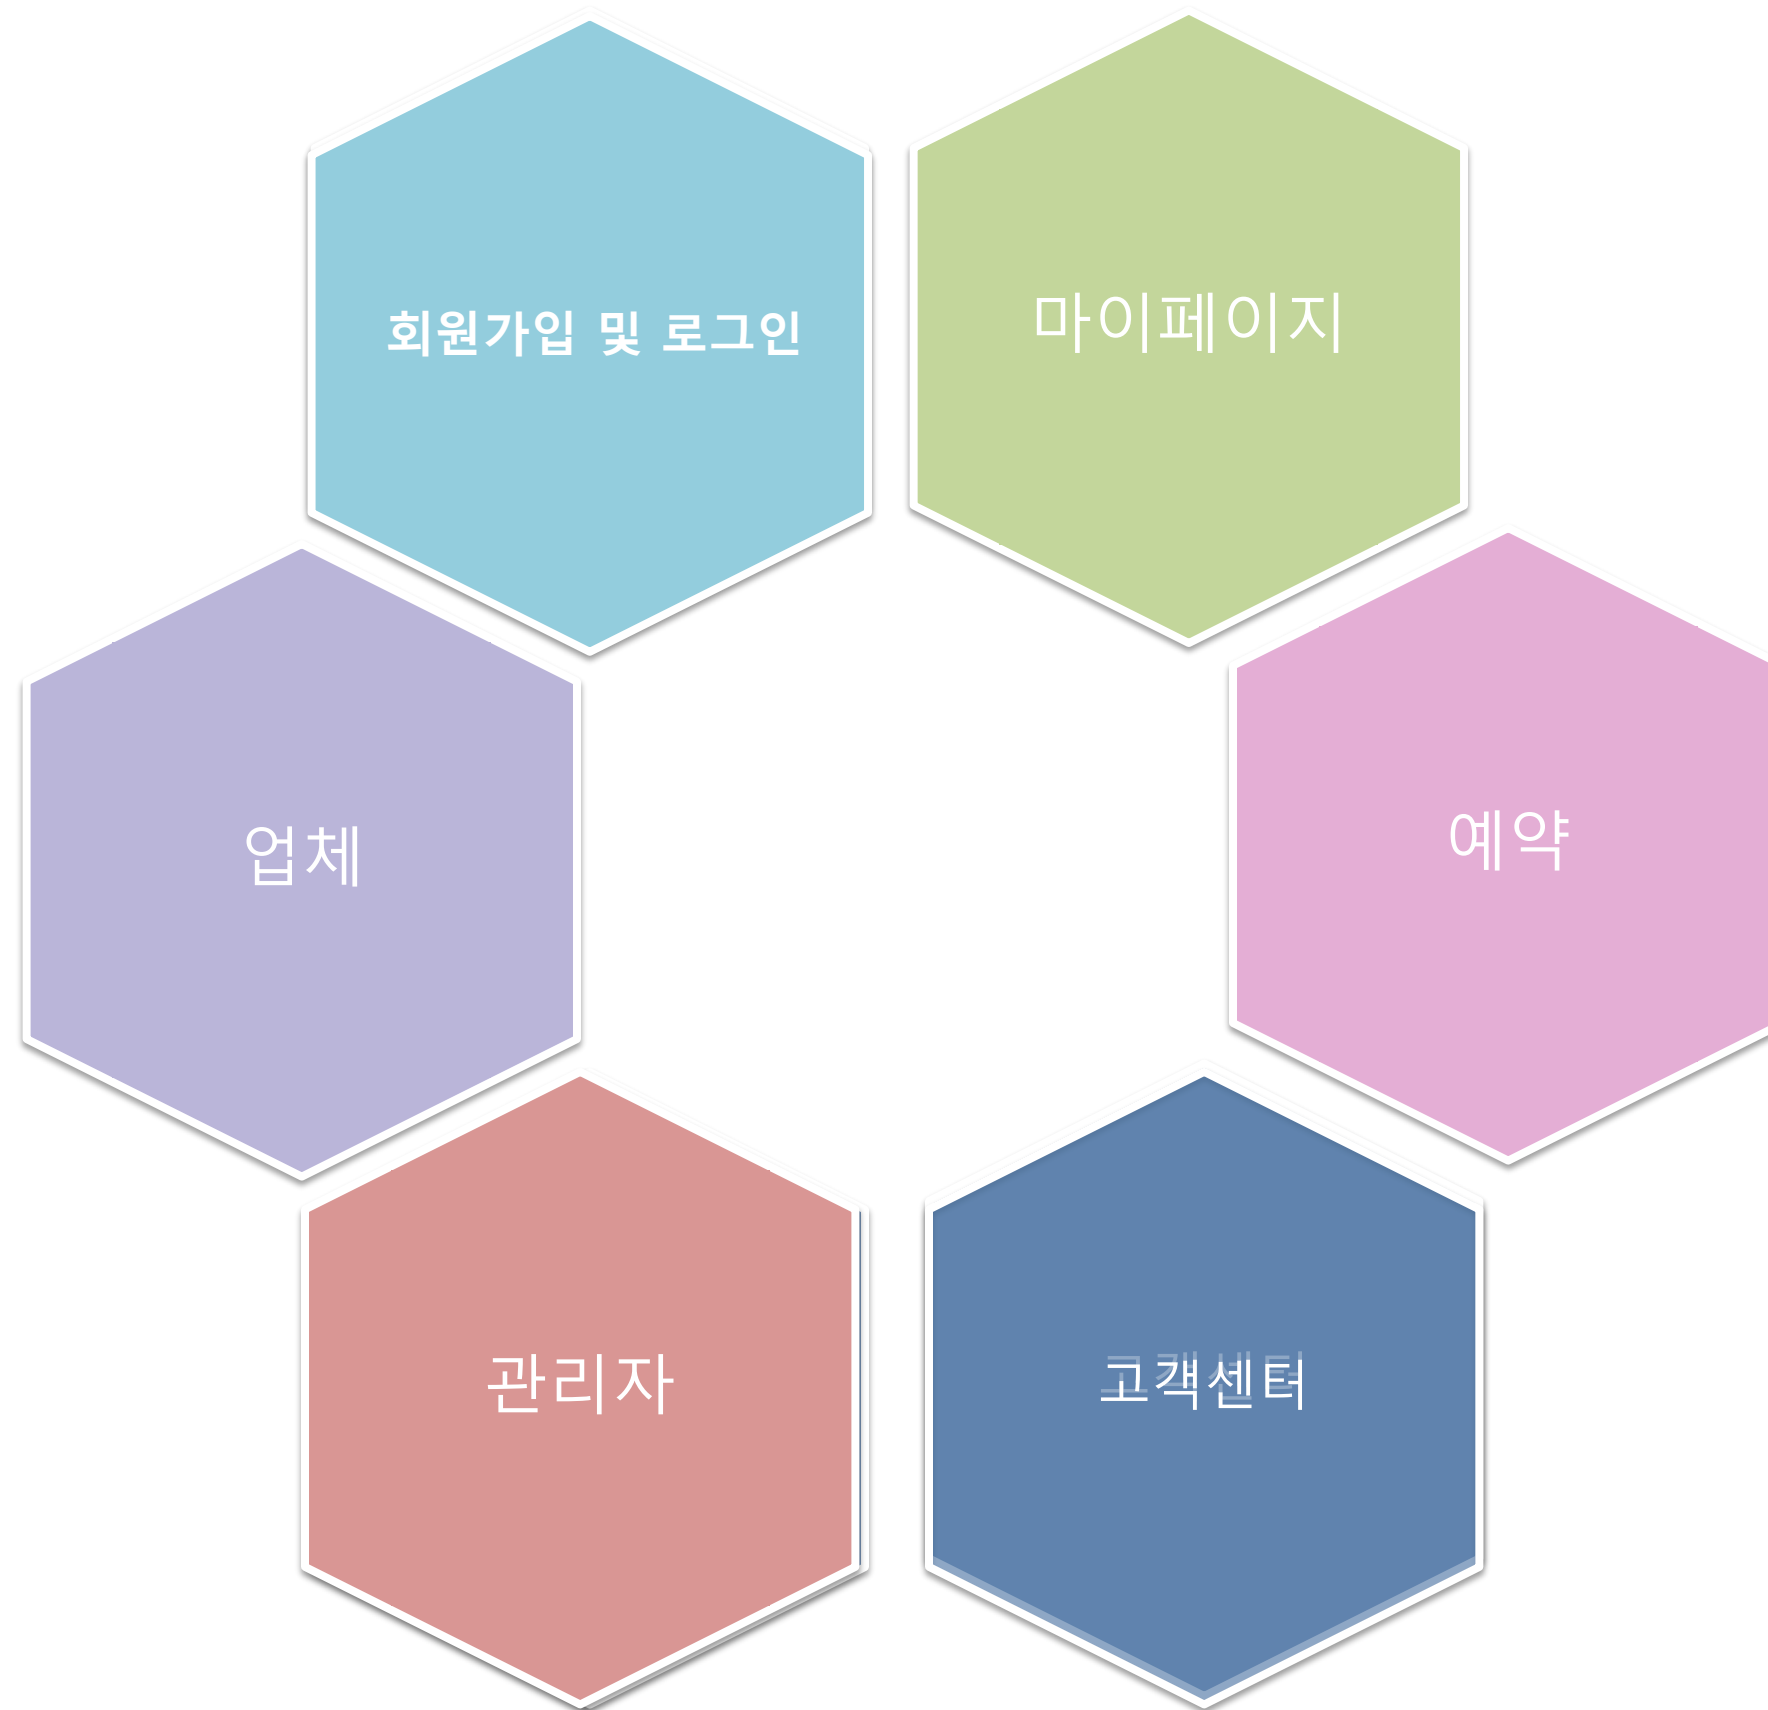 회원가입 및 로그인
마이페이지
업체
예약
관리자
고객센터